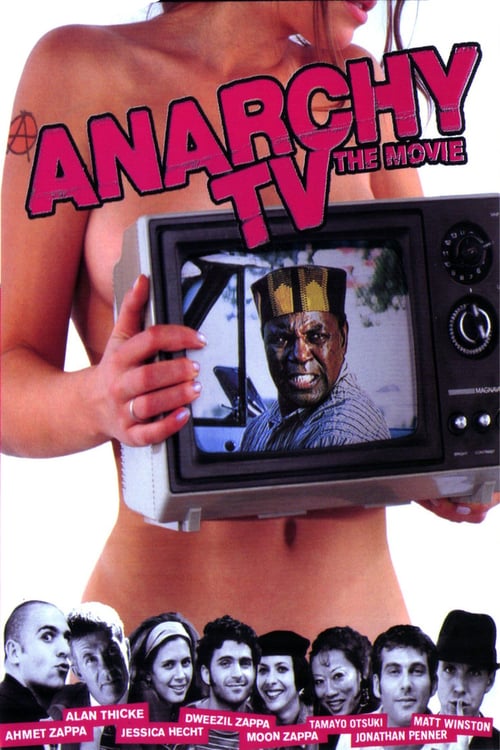 ANARCHY
TV
THE MOVIE
ALAN THICKE
DWEEZIL ZAPPA
TAMAYO OTSUKI
MATT WINSTON
AHMET ZAPPA
JESSICA HECHT
MOON ZAPPA
JONATHAN PENNER